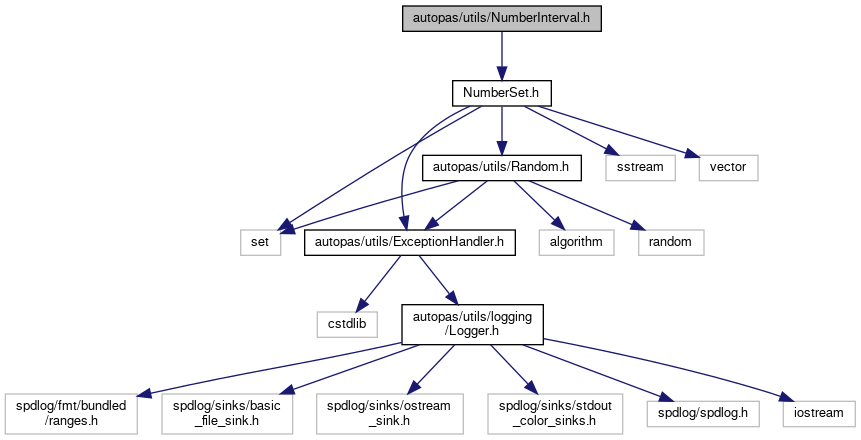 autopas/utils/NumberInterval.h
NumberSet.h
autopas/utils/Random.h
sstream
vector
set
autopas/utils/ExceptionHandler.h
algorithm
random
cstdlib
autopas/utils/logging
/Logger.h
spdlog/fmt/bundled
/ranges.h
spdlog/sinks/basic
_file_sink.h
spdlog/sinks/ostream
_sink.h
spdlog/sinks/stdout
_color_sinks.h
spdlog/spdlog.h
iostream